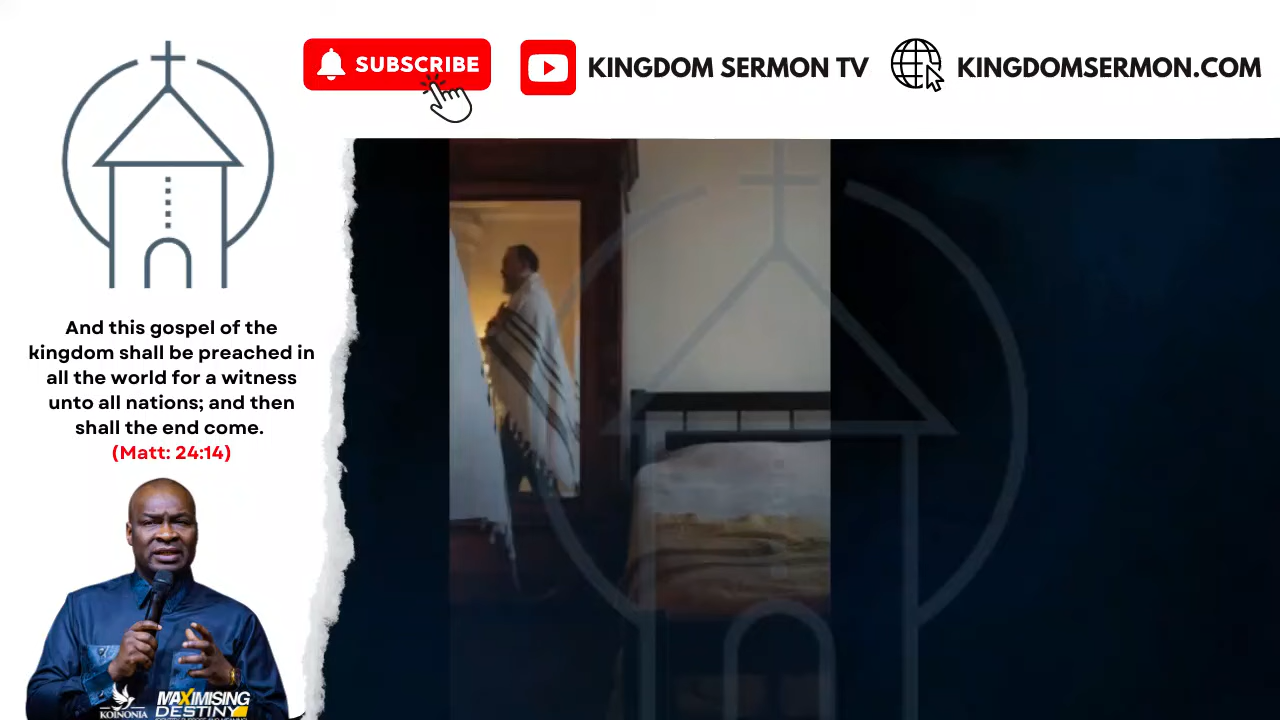 SUBSCRIBE
KINGDOM SERMON TV
KINGDOMSERMON.COM
And this gospel of the
kingdom shall be preached in
all the world for a witness
unto all nations; and then
shall the end come.
(Matt: 24:14)
KOINONIA
MAXIMISING
DESTINY